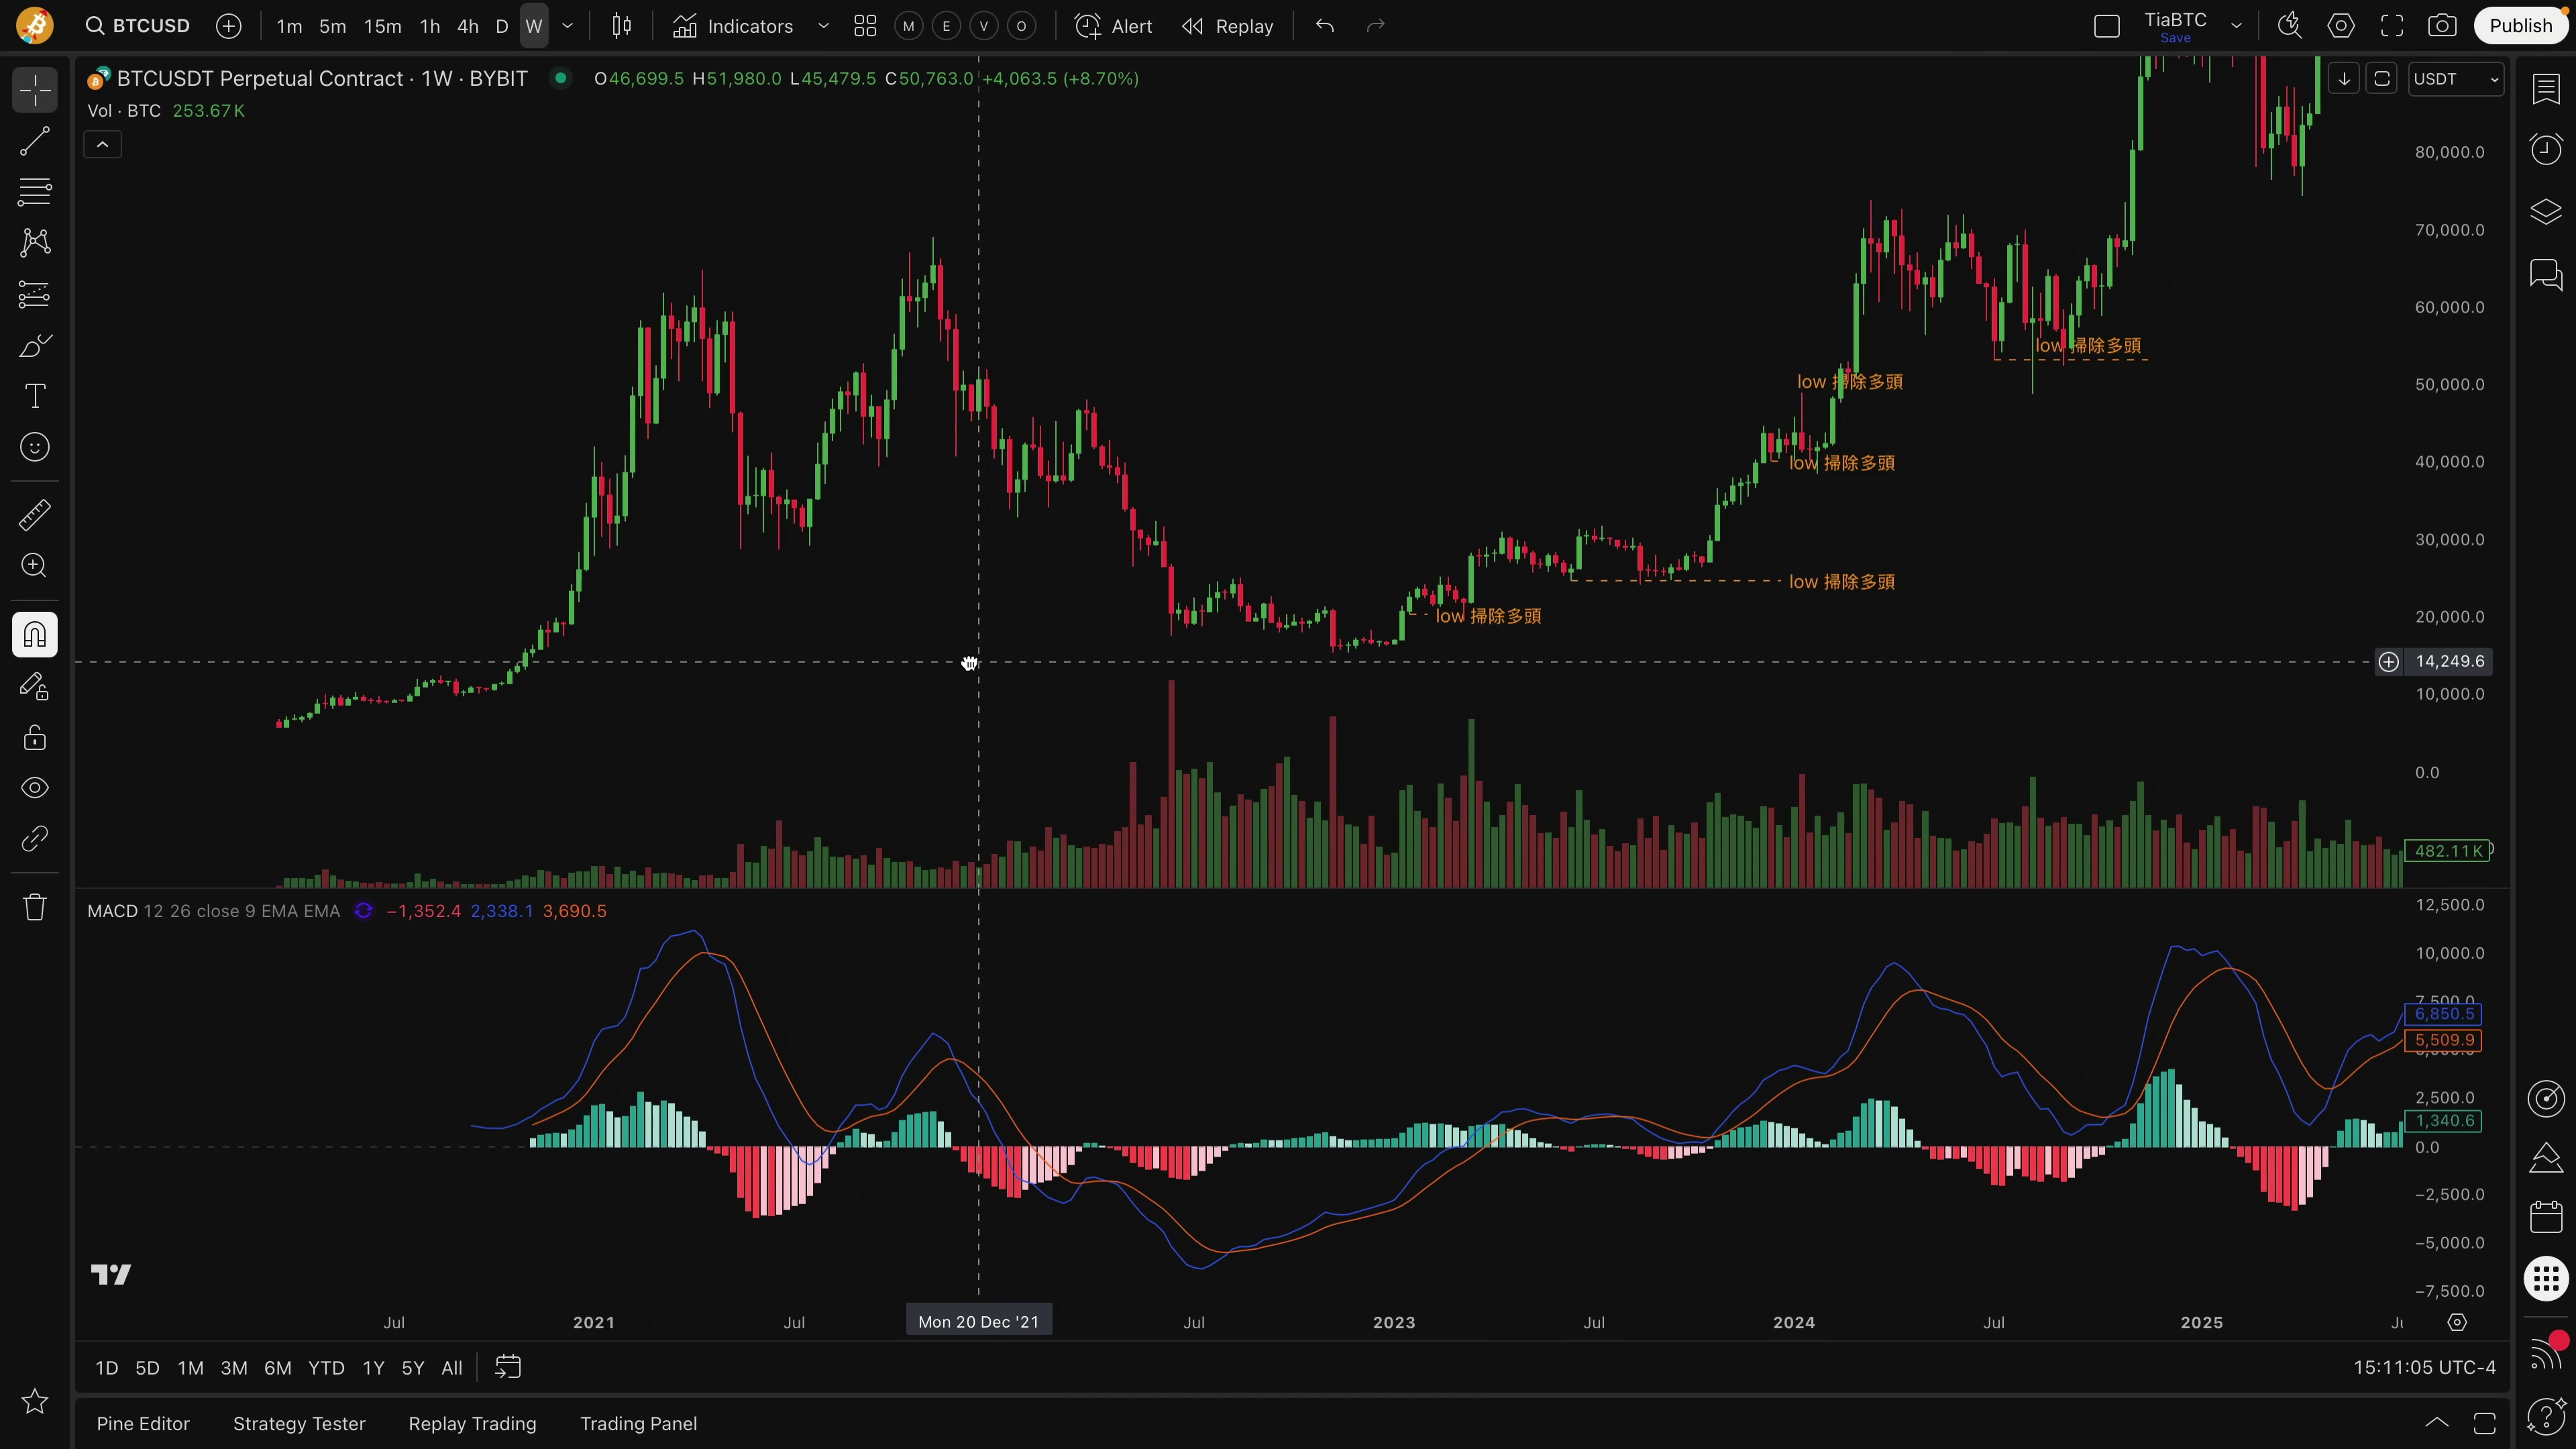 BTCUSD
1m 5m 15m 1h 4h D W
Indicators
M E V O
Alert
Replay
TiaBTC
Save
Publish
BTCUSDT Perpetual Contract · 1W · BYBIT O46,699.5 H51,980.0 L45,479.5 C50,763.0 +4,063.5 (+8.70%)
USDT
Vol · BTC 253.67K
80,000.0
70,000.0
60,000.0
low 掃除多頭
low 掃除多頭
50,000.0
low 掃除多頭
40,000.0
30,000.0
low 掃除多頭
low 掃除多頭
20,000.0
14,249.6
10,000.0
0.0
482.11K
MACD 12 26 close 9 EMA EMA −1,352.4 2,338.1 3,690.5
12,500.0
10,000.0
7,500.0
6,850.5
5,509.9
2,500.0
1,340.6
0.0
−2,500.0
−5,000.0
−7,500.0
Jul 2021 Jul Mon 20 Dec '21 Jul 2023 Jul 2024 Jul 2025
1D 5D 1M 3M 6M YTD 1Y 5Y All
15:11:05 UTC-4
Pine Editor Strategy Tester Replay Trading Trading Panel